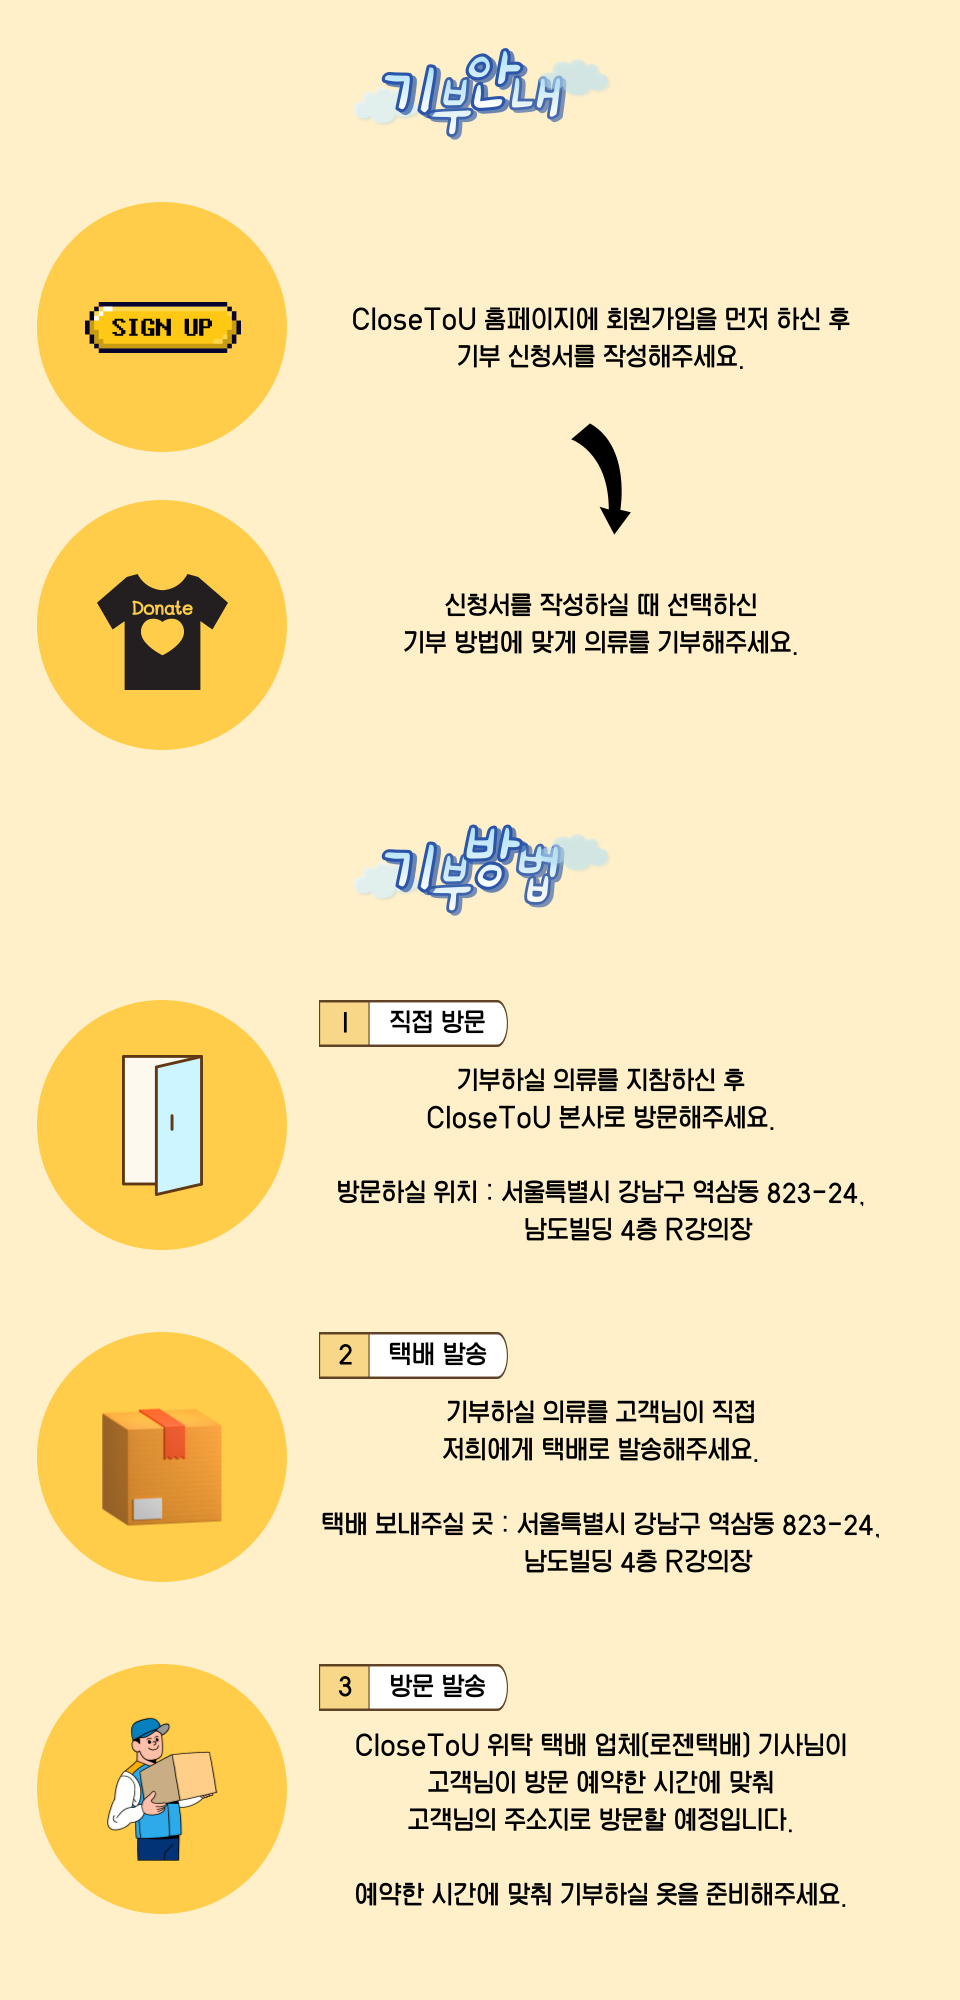 기부안내
SIGN UP
CloseToU 홈페이지에 회원가입을 먼저 하신 후
기부 신청서를 작성해주세요.
Donate
신청서를 작성하실 때 선택하신
기부 방법에 맞게 의류를 기부해주세요.
기부방법
1 직접 방문
기부하실 의류를 지참하신 후
CloseToU 본사로 방문해주세요.
방문하실 위치 : 서울특별시 강남구 역삼동 823-24,
남도빌딩 4층 R강의장
2 택배 발송
기부하실 의류를 고객님이 직접
저희에게 택배로 발송해주세요.
택배 보내주실 곳 : 서울특별시 강남구 역삼동 823-24,
남도빌딩 4층 R강의장
3 방문 발송
CloseToU 위탁 택배 업체(로젠택배) 기사님이
고객님이 방문 예약한 시간에 맞춰
고객님의 주소지로 방문할 예정입니다.
예약한 시간에 맞춰 기부하실 옷을 준비해주세요.